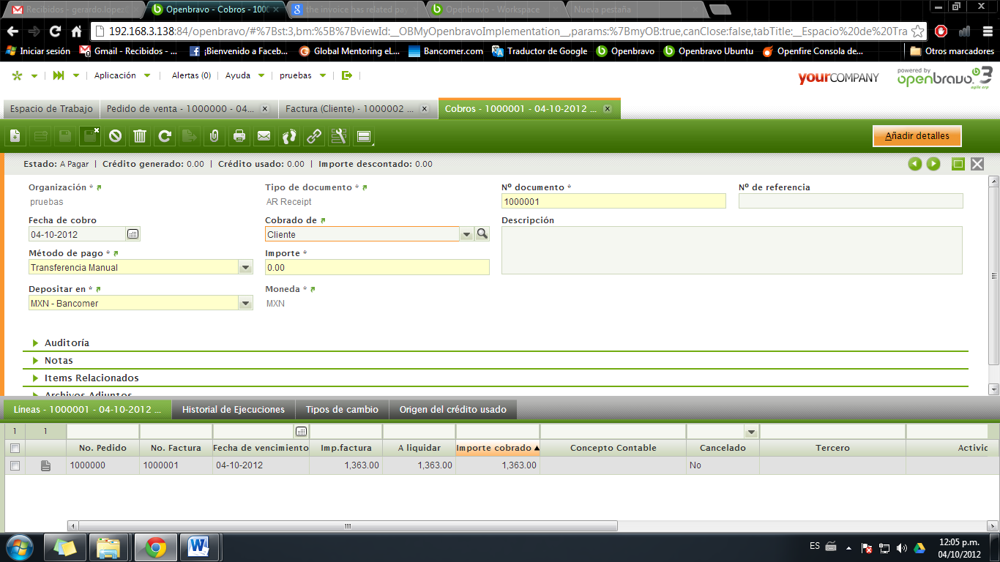 Recibidos - gerardo.lopez
Openbravo - Cobros - 1000
the invoice has related pay
Openbravo - Workspace
Nueva pestaña
192.168.3.138:84/openbravo/#%7Bst:3,bm:%5B%7BviewId:__OBMyOpenbravoImplementation__,params:%7BmyOB:true,canClose:false,tabTitle:__Espacio%20de%20Tra
Iniciar sesión
Gmail - Recibidos - ...
¡Bienvenido a Faceb...
Global Mentoring eL...
Bancomer.com
Traductor de Google
Openbravo
Openbravo Ubuntu
Openfire Consola de...
Otros marcadores
Aplicación
Alertas (0)
Ayuda
pruebas
yourCOMPANY
powered by
openbravo 3
agile erp
Espacio de Trabajo
Pedido de venta - 1000000 - 04...
Factura (Cliente) - 1000002 ...
Cobros - 1000001 - 04-10-2012 ...
Añadir detalles
Estado: A Pagar | Crédito generado: 0.00 | Crédito usado: 0.00 | Importe descontado: 0.00
Organización * Tipo de documento * Nº documento * Nº de referencia
pruebas AR Receipt 1000001
Fecha de cobro Cobrado de Descripción
04-10-2012 Cliente
Método de pago * Importe *
Transferencia Manual 0.00
Depositar en * Moneda *
MXN - Bancomer MXN
Auditoría
Notas
Items Relacionados
Archivos Adjuntos
Líneas - 1000001 - 04-10-2012 ...
Historial de Ejecuciones
Tipos de cambio
Origen del crédito usado
1 1
No. Pedido No. Factura Fecha de vencimiento Imp.factura A liquidar Importe cobrado Concepto Contable Cancelado Tercero Activid
1000000 1000001 04-10-2012 1,363.00 1,363.00 1,363.00 No
ES
12:05 p.m.
04/10/2012